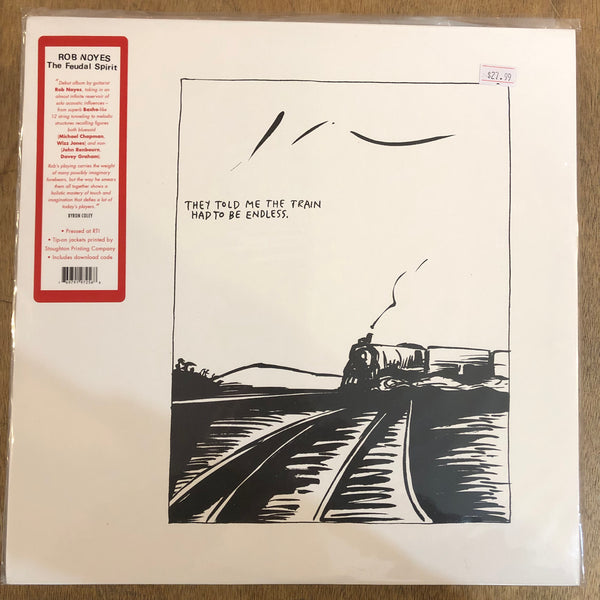 ROB NOYES
The Feudal Spirit
"Debut album by guitarist
Rob Noyes, taking in an
almost infinite reservoir of
solo acoustic influences –
from superb Basho-like
12 string tunneling to melodic
structures recalling figures
both bluesoid
(Michael Chapman,
Wizz Jones) and non
(John Renbourn,
Davey Graham).
Rob's playing carries the weight
of many possibly imaginary
forebears, but the way he smears
them all together shows a
holistic mastery of touch and
imagination that defies a lot of
today's players."
BYRON COLEY
• Pressed at RTI
• Tip-on jackets printed by
Stoughton Printing Company
• Includes download code
$27.99
THEY TOLD ME THE TRAIN
HAD TO BE ENDLESS.